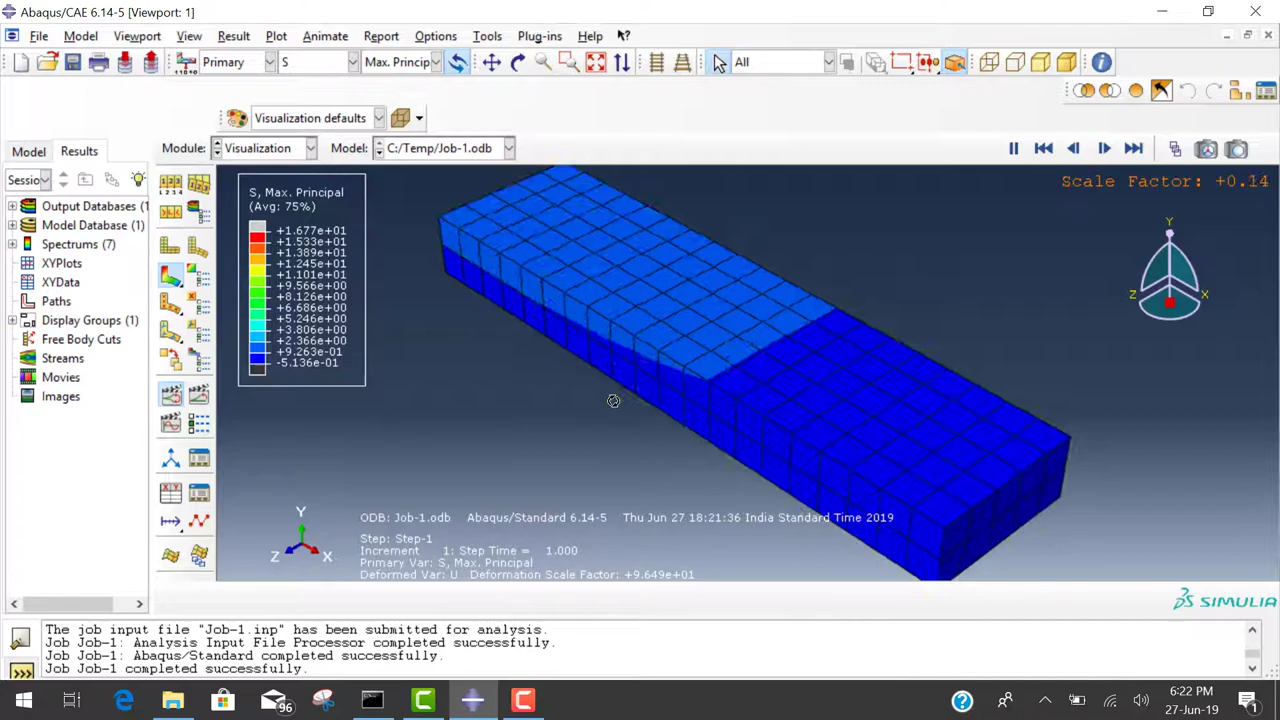 Abaqus/CAE 6.14-5 [Viewport: 1]
File Model Viewport View Result Plot Animate Report Options Tools Plug-ins Help
Primary S Max. Princip All
Visualization defaults
Model Results Module: Visualization Model: C:/Temp/Job-1.odb
Sessio
Output Databases (1
Model Database (1)
Spectrums (7)
XYPlots
XYData
Paths
Display Groups (1)
Free Body Cuts
Streams
Movies
Images
Scale Factor: +0.14
S, Max. Principal
(Avg: 75%)
+1.677e+01
+1.533e+01
+1.389e+01
+1.245e+01
+1.101e+01
+9.566e+00
+8.126e+00
+6.686e+00
+5.246e+00
+3.806e+00
+2.366e+00
+9.263e-01
-5.136e-01
Y
Z X
Y
Z X
ODB: Job-1.odb Abaqus/Standard 6.14-5 Thu Jun 27 18:21:36 India Standard Time 2019
Step: Step-1
Increment 1: Step Time = 1.000
Primary Var: S, Max. Principal
Deformed Var: U Deformation Scale Factor: +9.649e+01
SIMULIA
The job input file "Job-1.inp" has been submitted for analysis.
Job Job-1: Analysis Input File Processor completed successfully.
Job Job-1: Abaqus/Standard completed successfully.
Job Job-1 completed successfully.
>>>
96
6:22 PM
27-Jun-19
1